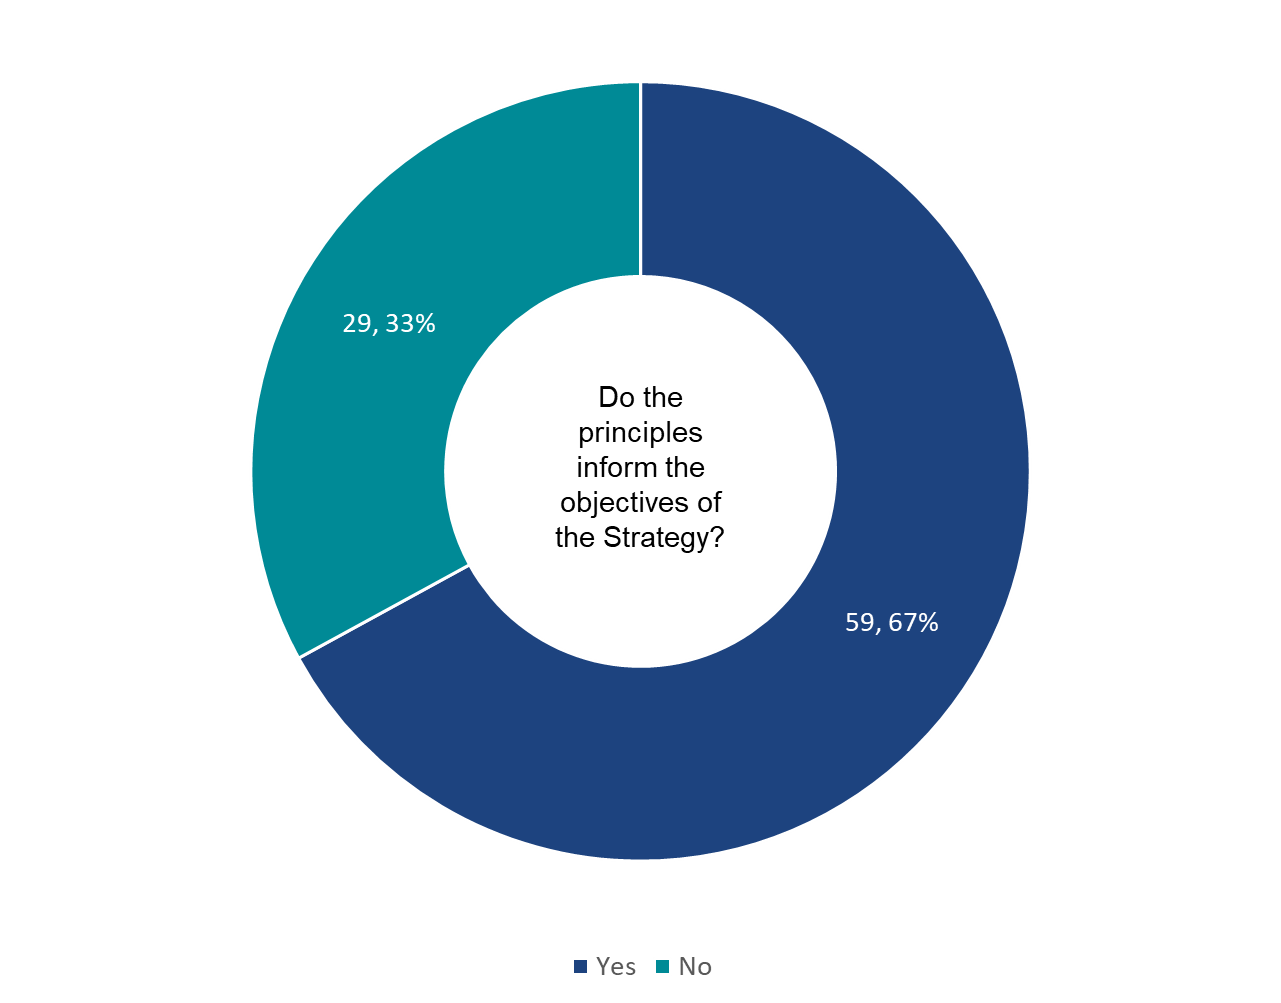 29, 33%
Do the
principles
inform the
objectives of
the Strategy?
59, 67%
Yes No